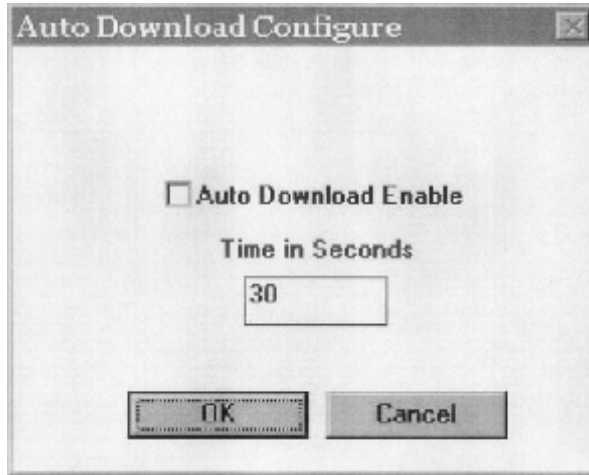 Auto Download Configure
Auto Download Enable
Time in Seconds
30
OK
Cancel